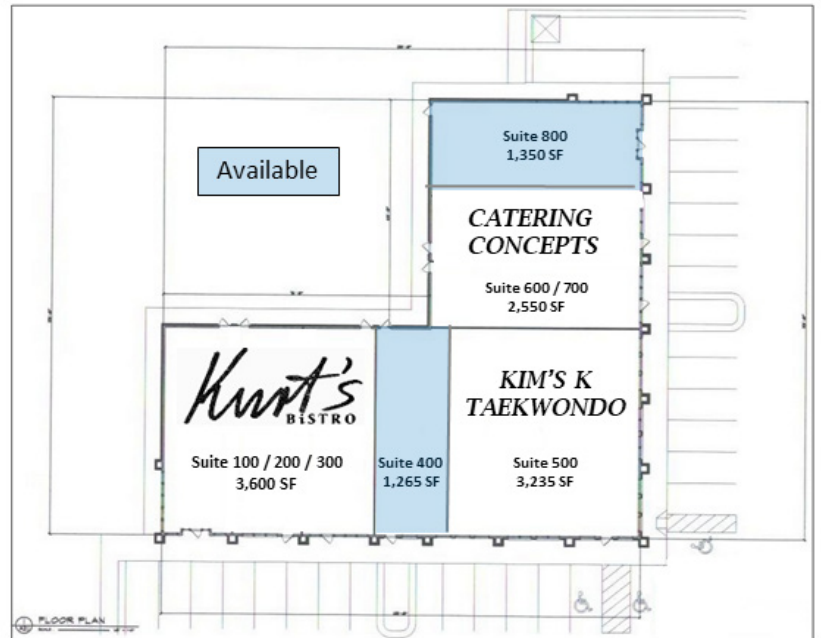 Available
Suite 800
1,350 SF
CATERING
CONCEPTS
Suite 600 / 700
2,550 SF
Kurt's
BiSTRO
Suite 100 / 200 / 300
3,600 SF
Suite 400
1,265 SF
KIM'S K
TAEKWONDO
Suite 500
3,235 SF
FLOOR PLAN